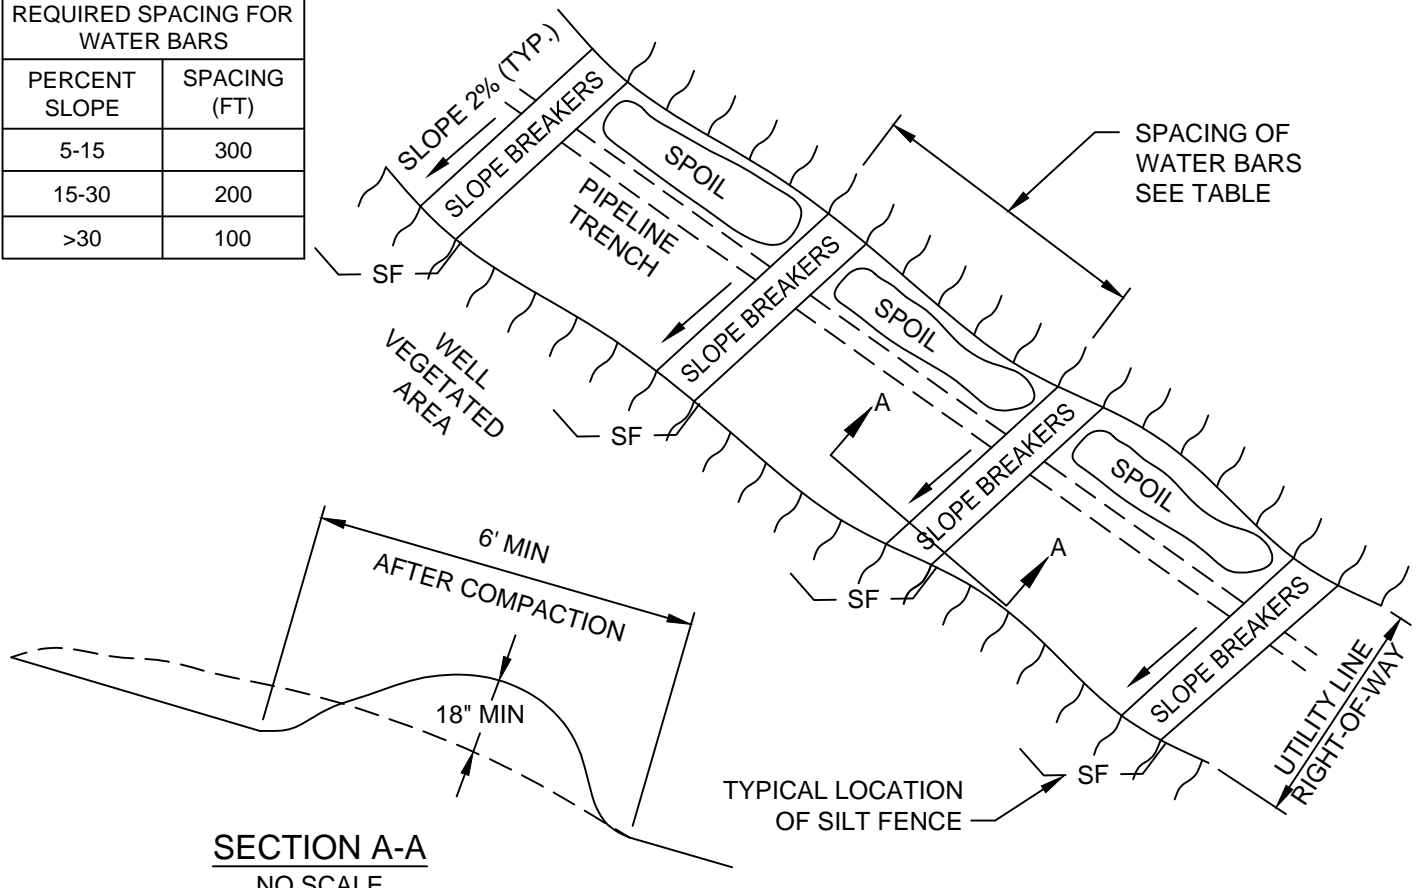 REQUIRED SPACING FOR
WATER BARS
PERCENT
SLOPE
SPACING
(FT)
5-15
300
15-30
200
>30
100
SLOPE 2% (TYP.)
SLOPE BREAKERS
SPOIL
PIPELINE
TRENCH
SF
WELL
VEGETATED
AREA
SPACING OF
WATER BARS
SEE TABLE
SLOPE BREAKERS
SPOIL
SF
A
SLOPE BREAKERS
SPOIL
SF
A
SLOPE BREAKERS
SF
UTILITY LINE
RIGHT-OF-WAY
TYPICAL LOCATION
OF SILT FENCE
6' MIN
AFTER COMPACTION
18" MIN
SECTION A-A
NO SCALE